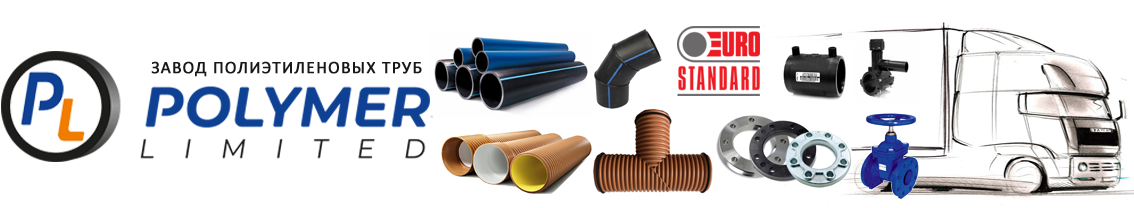 PL
ЗАВОД ПОЛИЭТИЛЕНОВЫХ ТРУБ
POLYMER
LIMITED
EURO
STANDARD